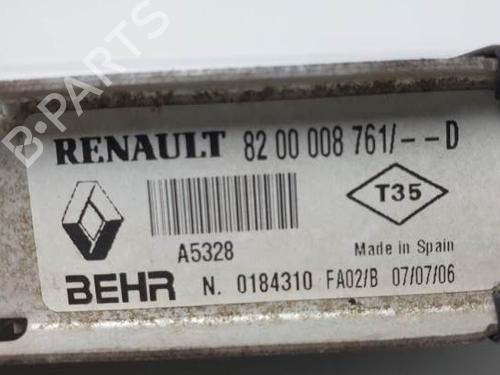 RENAULT 82 00 008 761/--D
T35
A5328
Made in Spain
BEHR N. 0184310 FA02/B 07/07/06
B-PARTS